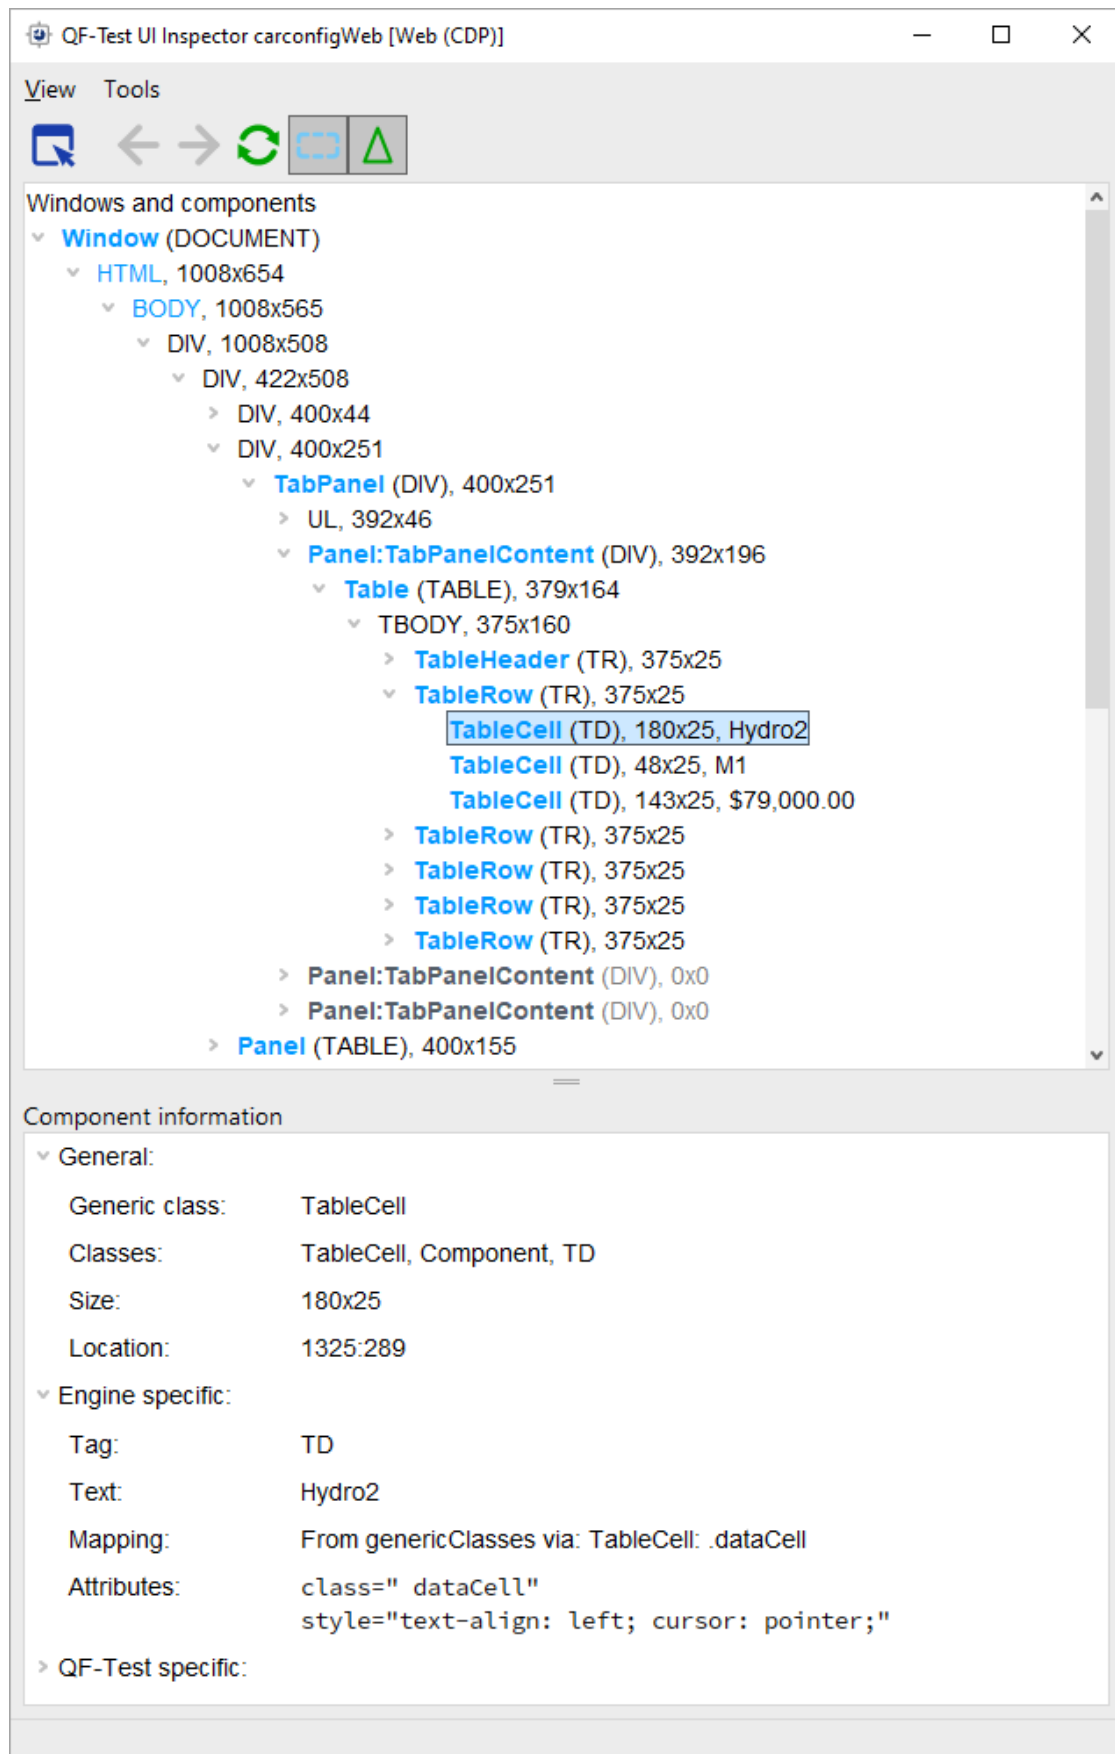 QF-Test UI Inspector carconfigWeb [Web (CDP)]
View Tools
Windows and components
Window (DOCUMENT)
HTML, 1008x654
BODY, 1008x565
DIV, 1008x508
DIV, 422x508
DIV, 400x44
DIV, 400x251
TabPanel (DIV), 400x251
UL, 392x46
Panel:TabPanelContent (DIV), 392x196
Table (TABLE), 379x164
TBODY, 375x160
TableHeader (TR), 375x25
TableRow (TR), 375x25
TableCell (TD), 180x25, Hydro2
TableCell (TD), 48x25, M1
TableCell (TD), 143x25, $79,000.00
TableRow (TR), 375x25
TableRow (TR), 375x25
TableRow (TR), 375x25
TableRow (TR), 375x25
Panel:TabPanelContent (DIV), 0x0
Panel:TabPanelContent (DIV), 0x0
Panel (TABLE), 400x155
Component information
General:
Generic class: TableCell
Classes: TableCell, Component, TD
Size: 180x25
Location: 1325:289
Engine specific:
Tag: TD
Text: Hydro2
Mapping: From genericClasses via: TableCell: .dataCell
Attributes: class=" dataCell"
style="text-align: left; cursor: pointer;"
QF-Test specific: